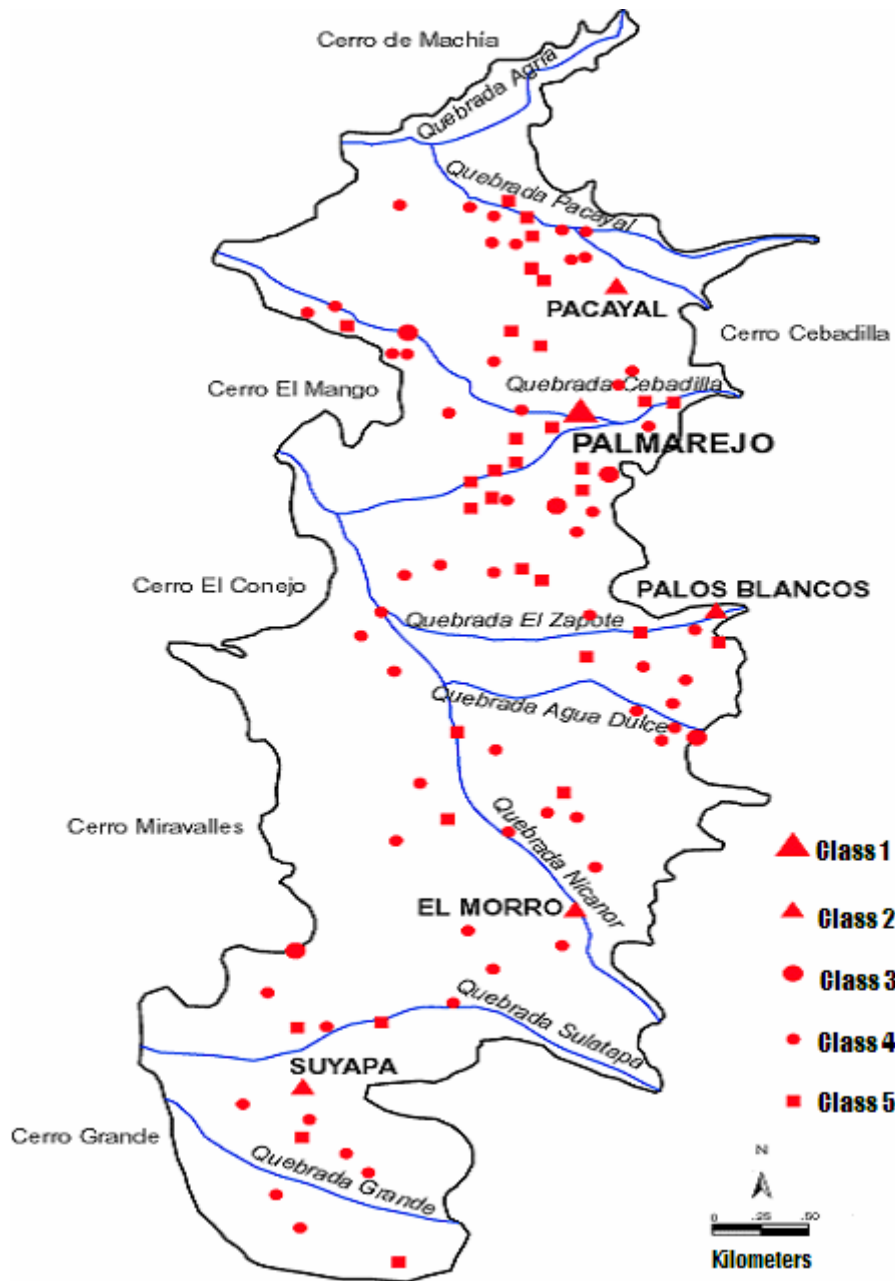 Cerro de Machía
Quebrada Agria
Quebrada Pacayal
PACAYAL
Cerro Cebadilla
Cerro El Mango
Quebrada Cebadilla
PALMAREJO
Cerro El Conejo
PALOS BLANCOS
Quebrada El Zapote
Quebrada Agua Dulce
Cerro Miravalles
Quebrada Nicanor
EL MORRO
Quebrada Sulatapa
SUYAPA
Cerro Grande
Quebrada Grande
Class 1
Class 2
Class 3
Class 4
Class 5
N
0 .25 .50
Kilometers